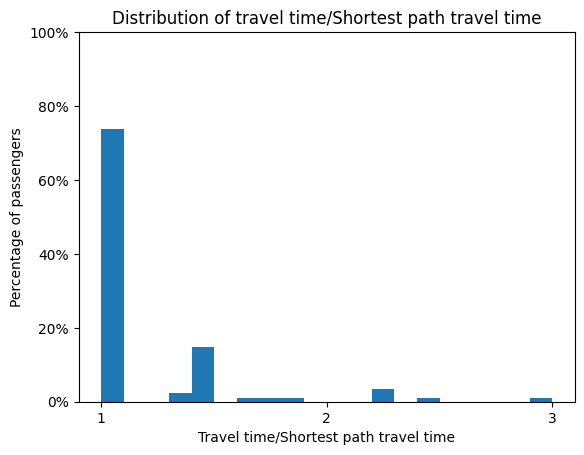 Distribution of travel time/Shortest path travel time
100%
80%
60%
40%
20%
0%
Percentage of passengers
1 2 3
Travel time/Shortest path travel time